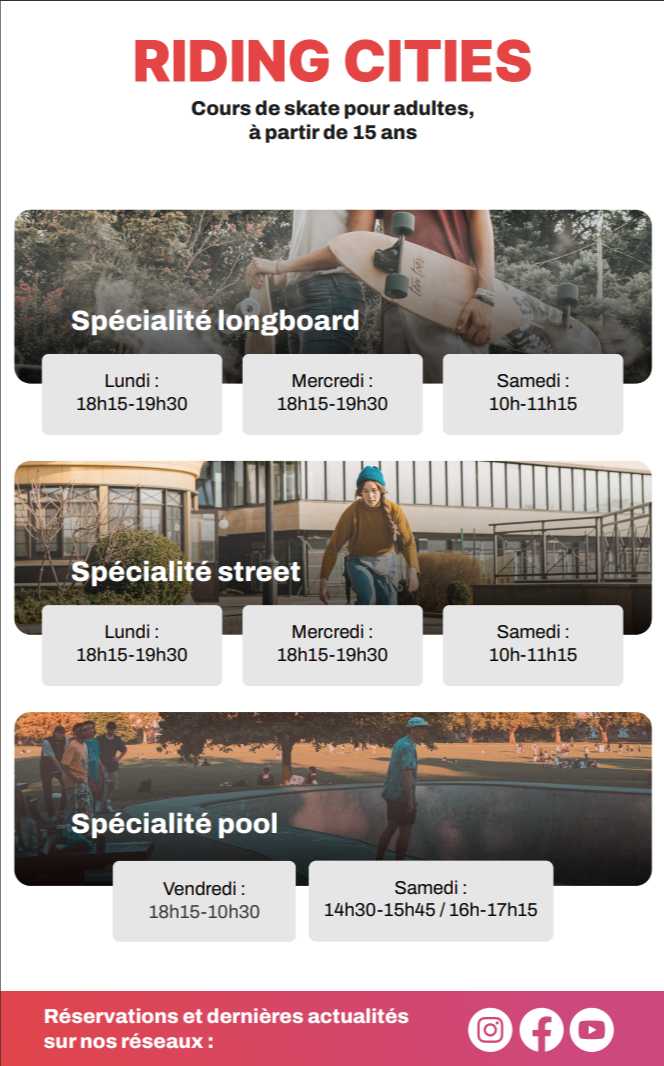 RIDING CITIES
Cours de skate pour adultes,
à partir de 15 ans
Spécialité longboard
Lundi :
18h15-19h30
Mercredi :
18h15-19h30
Samedi :
10h-11h15
Spécialité street
Lundi :
18h15-19h30
Mercredi :
18h15-19h30
Samedi :
10h-11h15
Spécialité pool
Vendredi :
18h15-10h30
Samedi :
14h30-15h45 / 16h-17h15
Réservations et dernières actualités
sur nos réseaux :